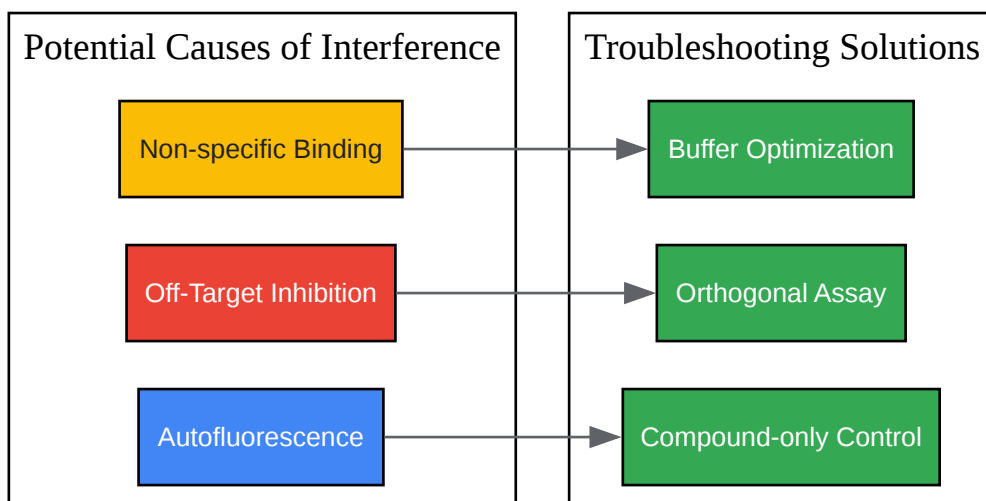 Potential Causes of Interference
Troubleshooting Solutions
Non-specific Binding
Buffer Optimization
Off-Target Inhibition
Orthogonal Assay
Autofluorescence
Compound-only Control